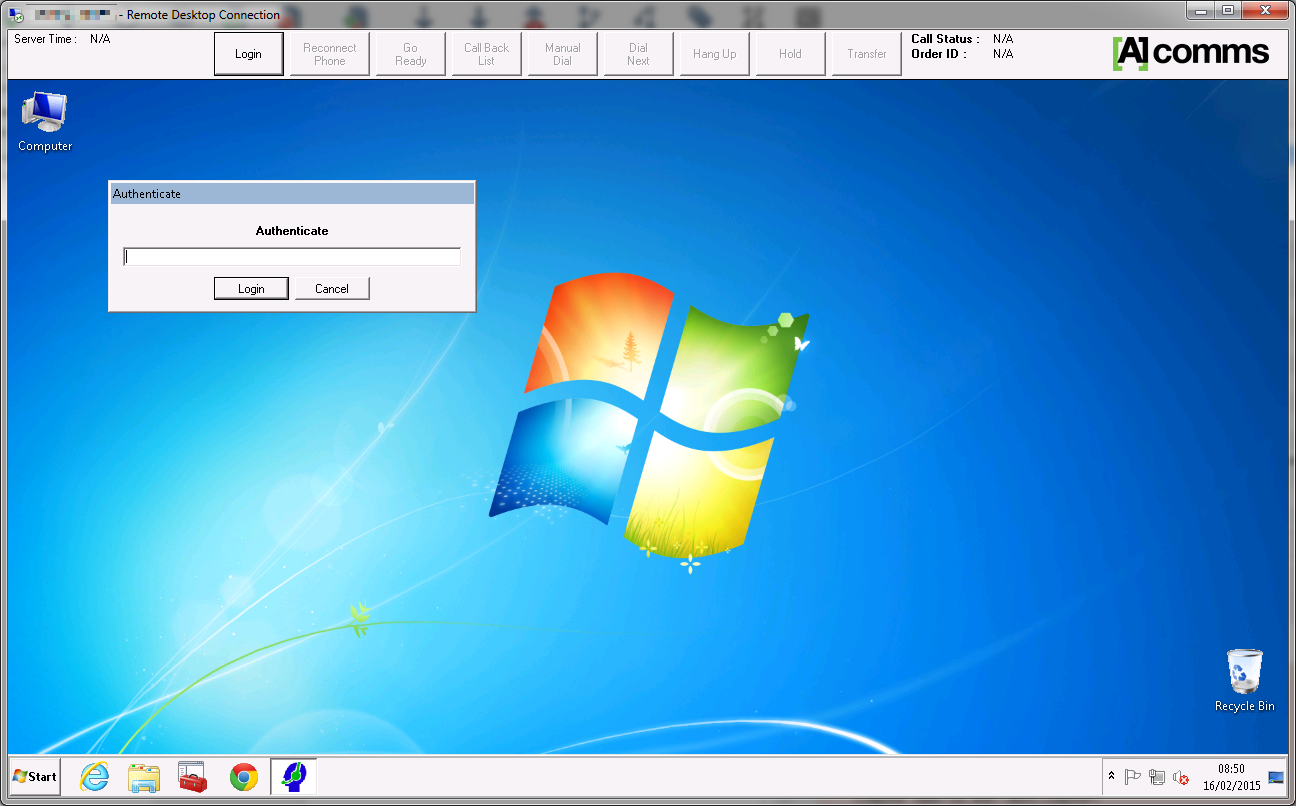 - Remote Desktop Connection
Server Time : N/A
Login
Reconnect
Phone
Go
Ready
Call Back
List
Manual
Dial
Dial
Next
Hang Up
Hold
Transfer
Call Status : N/A
Order ID : N/A
[A]comms
Computer
Authenticate
Authenticate
Login
Cancel
Recycle Bin
Start
08:50
16/02/2015